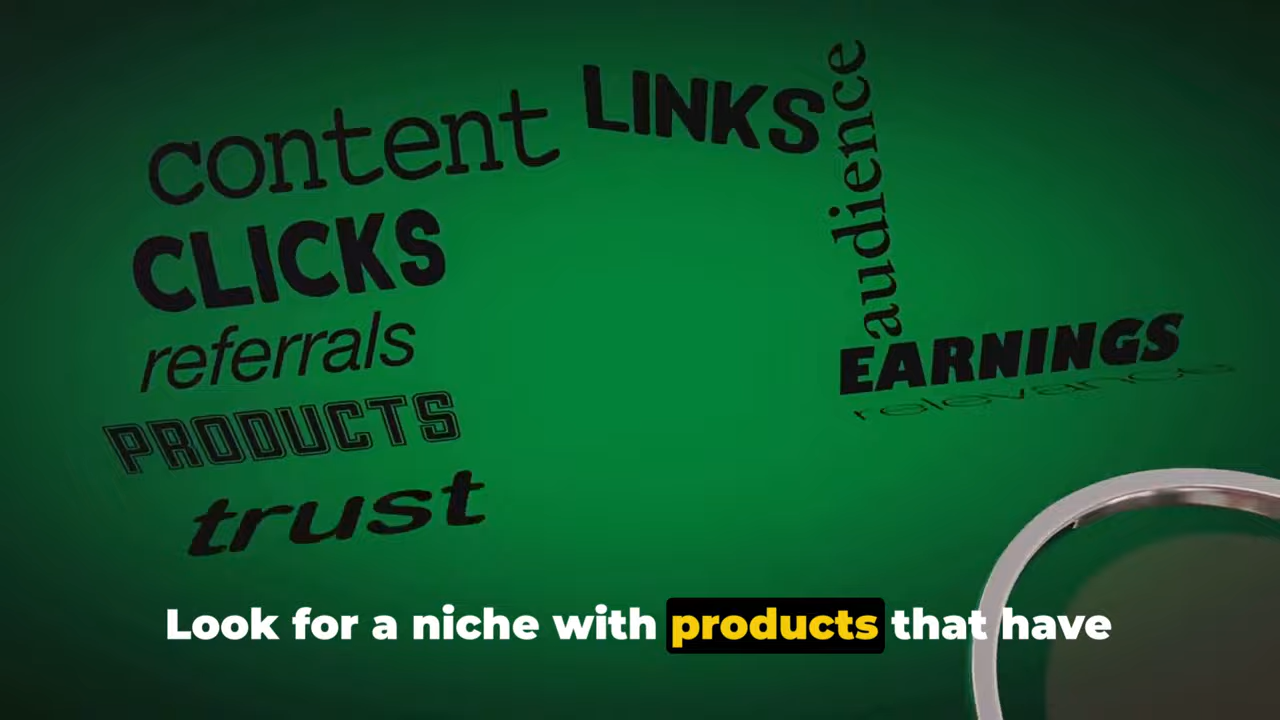 content
LINKS
audience
CLICKS
referrals
PRODUCTS
trust
EARNINGS
relevance
Look for a niche with products that have